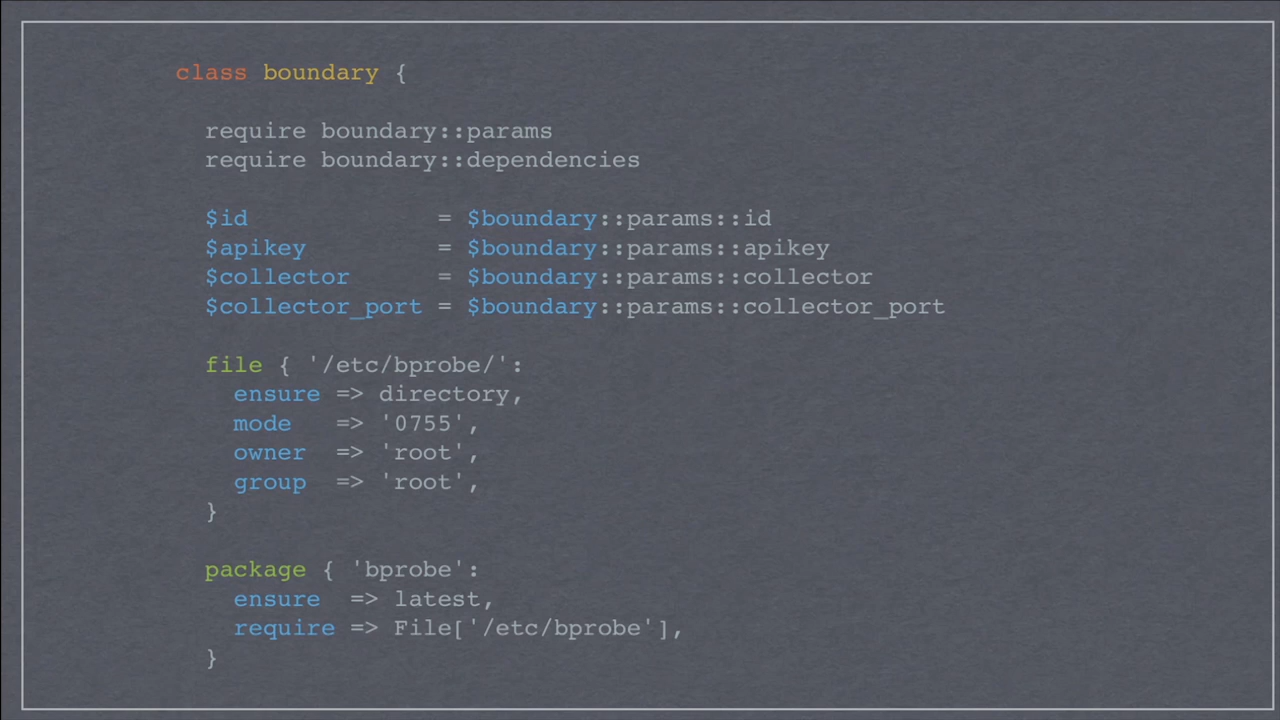 class boundary {
require boundary::params
require boundary::dependencies
$id = $boundary::params::id
$apikey = $boundary::params::apikey
$collector = $boundary::params::collector
$collector_port = $boundary::params::collector_port
file { '/etc/bprobe/':
ensure => directory,
mode => '0755',
owner => 'root',
group => 'root',
}
package { 'bprobe':
ensure => latest,
require => File['/etc/bprobe'],
}